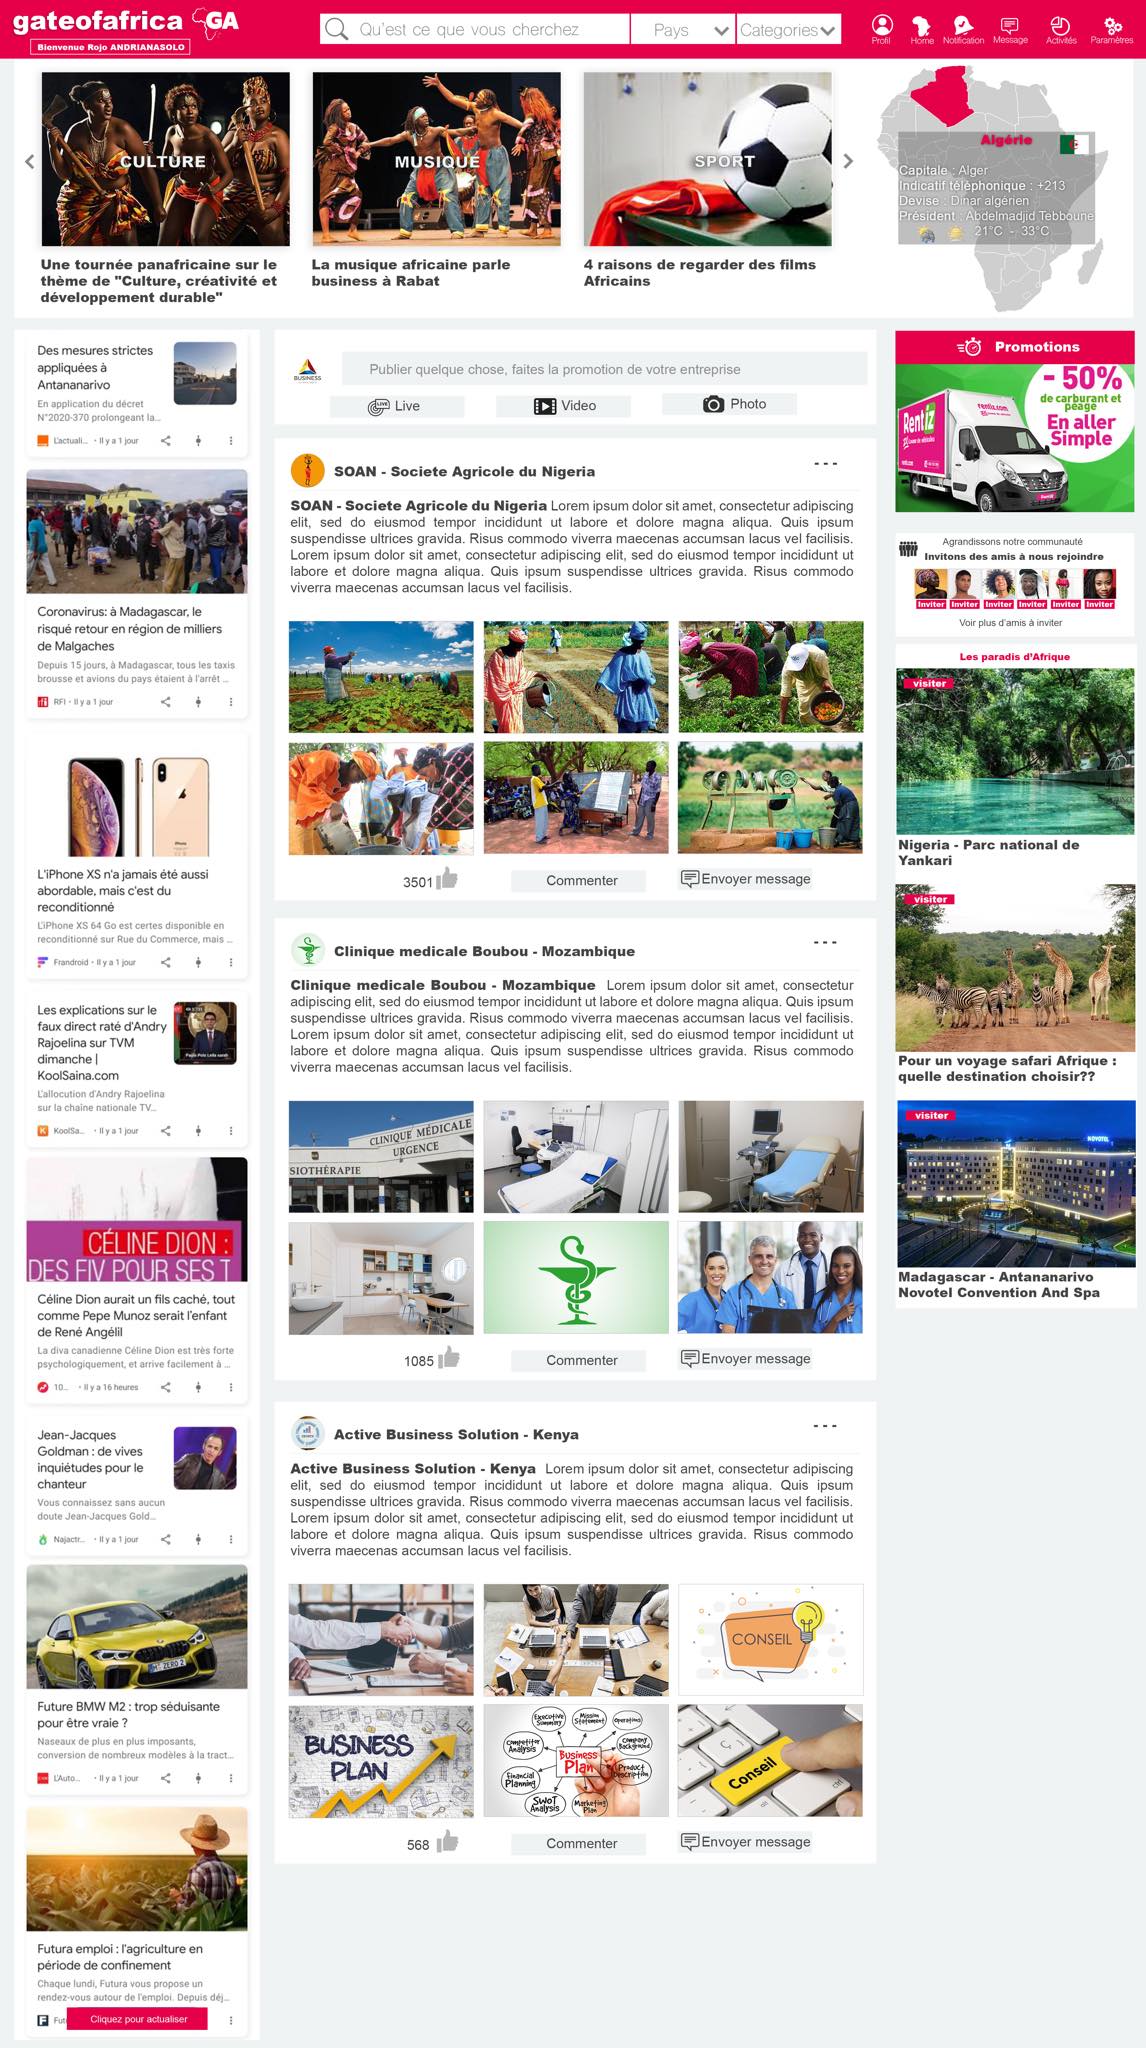 gateofafrica GA
Bienvenue Rojo ANDRIANASOLO
Qu'est ce que vous cherchez
Pays
Categories
Profil
Home
Notification
Message
Activités
Paramètres
CULTURE
MUSIQUE
SPORT
Une tournée panafricaine sur le
thème de "Culture, créativité et
développement durable"
La musique africaine parle
business à Rabat
4 raisons de regarder des films
Africains
Algérie
Capitale : Alger
Indicatif téléphonique : +213
Devise : Dinar algérien
Président : Abdelmadjid Tebboune
21°C - 33°C
Des mesures strictes
appliquées à
Antananarivo
En application du décret
N°2020-370 prolongeant la...
L'actuali... • Il y a 1 jour
Coronavirus: à Madagascar, le
risqué retour en région de milliers
de Malgaches
Depuis 15 jours, à Madagascar, tous les taxis
brousse et avions du pays étaient à l'arrêt ...
RFI • Il y a 1 jour
iPhone
L'iPhone XS n'a jamais été aussi
abordable, mais c'est du
reconditionné
L'iPhone XS 64 Go est certes disponible en
reconditionné sur Rue du Commerce, mais ...
Frandroid • Il y a 1 jour
Les explications sur le
faux direct raté d'Andry
Rajoelina sur TVM
dimanche |
KoolSaina.com
L'allocution d'Andry Rajoelina
sur la chaîne nationale TV...
KoolSa... • Il y a 1 jour
CÉLINE DION :
DES FIV POUR SES T
Céline Dion aurait un fils caché, tout
comme Pepe Munoz serait l'enfant
de René Angélil
La diva canadienne Céline Dion est très forte
psychologiquement, et arrive facilement à ...
10... • Il y a 16 heures
Jean-Jacques
Goldman : de vives
inquiétudes pour le
chanteur
Vous connaissez sans aucun
doute Jean-Jacques Gold...
Najactr... • Il y a 1 jour
Future BMW M2 : trop séduisante
pour être vraie ?
Naseaux de plus en plus imposants,
conversion de nombreux modèles à la tract...
L'Auto... • Il y a 1 jour
Futura emploi : l'agriculture en
période de confinement
Chaque lundi, Futura vous propose un
rendez-vous autour de l'emploi. Depuis déj...
Cliquez pour actualiser
BUSINESS
Publier quelque chose, faites la promotion de votre entreprise
LIVE Live
Video
Photo
SOAN - Societe Agricole du Nigeria
---
SOAN - Societe Agricole du Nigeria Lorem ipsum dolor sit amet, consectetur adipiscing
elit, sed do eiusmod tempor incididunt ut labore et dolore magna aliqua. Quis ipsum
suspendisse ultrices gravida. Risus commodo viverra maecenas accumsan lacus vel facilisis.
Lorem ipsum dolor sit amet, consectetur adipiscing elit, sed do eiusmod tempor incididunt ut
labore et dolore magna aliqua. Quis ipsum suspendisse ultrices gravida. Risus commodo
viverra maecenas accumsan lacus vel facilisis.
3501
Commenter
Envoyer message
Clinique medicale Boubou - Mozambique
---
Clinique medicale Boubou - Mozambique Lorem ipsum dolor sit amet, consectetur
adipiscing elit, sed do eiusmod tempor incididunt ut labore et dolore magna aliqua. Quis ipsum
suspendisse ultrices gravida. Risus commodo viverra maecenas accumsan lacus vel facilisis.
Lorem ipsum dolor sit amet, consectetur adipiscing elit, sed do eiusmod tempor incididunt ut
labore et dolore magna aliqua. Quis ipsum suspendisse ultrices gravida. Risus commodo
viverra maecenas accumsan lacus vel facilisis.
CLINIQUE MÉDICALE
URGENCE
SIOTHÉRAPIE
1085
Commenter
Envoyer message
Active Business Solution - Kenya
---
Active Business Solution - Kenya Lorem ipsum dolor sit amet, consectetur adipiscing
elit, sed do eiusmod tempor incididunt ut labore et dolore magna aliqua. Quis ipsum
suspendisse ultrices gravida. Risus commodo viverra maecenas accumsan lacus vel facilisis.
Lorem ipsum dolor sit amet, consectetur adipiscing elit, sed do eiusmod tempor incididunt ut
labore et dolore magna aliqua. Quis ipsum suspendisse ultrices gravida. Risus commodo
viverra maecenas accumsan lacus vel facilisis.
CONSEIL
BUSINESS
PLAN
Executive
Summary
Mission
Statement
Operations
Competitor
Analysis
Company
Background
Business
Plan
Financial
Planning
Product
Description
SWOT
Analysis
Marketing
Plan
Conseil
ctrl
568
Commenter
Envoyer message
Promotions
- 50%
de carburant et
péage
En aller
Simple
Rentiz
rentiz.com
Agrandissons notre communauté
Invitons des amis à nous rejoindre
Inviter Inviter Inviter Inviter Inviter Inviter
Voir plus d'amis à inviter
Les paradis d'Afrique
visiter
Nigeria - Parc national de
Yankari
visiter
Pour un voyage safari Afrique :
quelle destination choisir??
visiter
NOVOTEL
Madagascar - Antananarivo
Novotel Convention And Spa